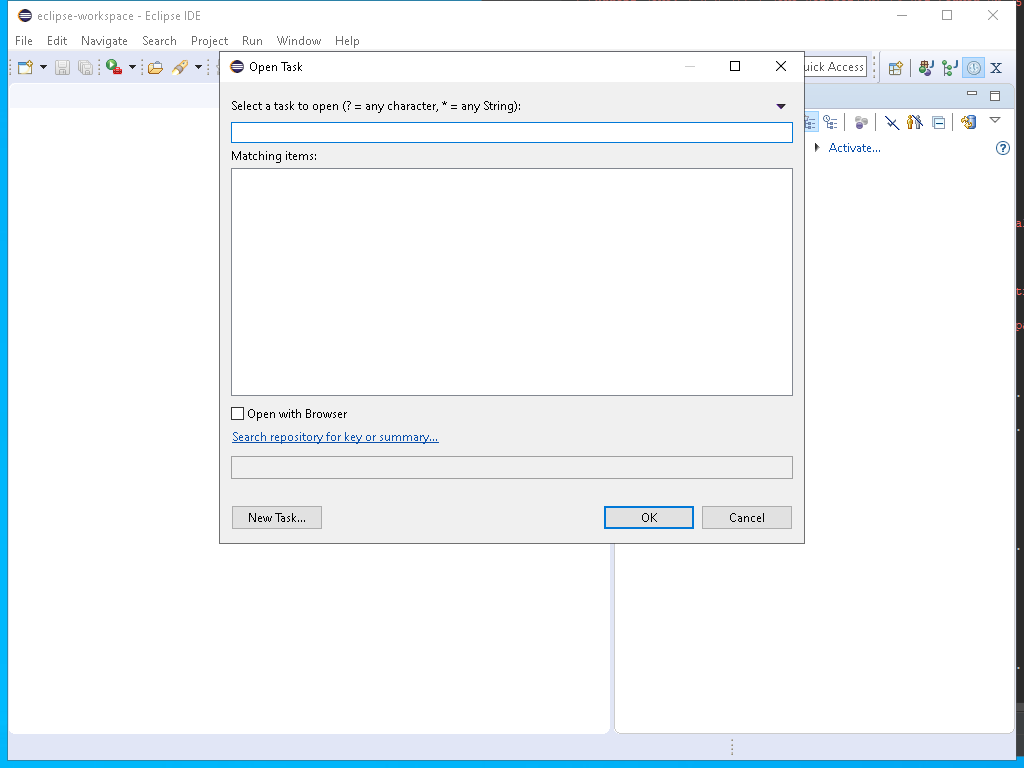 eclipse-workspace - Eclipse IDE
File Edit Navigate Search Project Run Window Help
Open Task
Quick Access
Select a task to open (? = any character, * = any String):
Matching items:
Activate...
Open with Browser
Search repository for key or summary...
New Task...
OK
Cancel